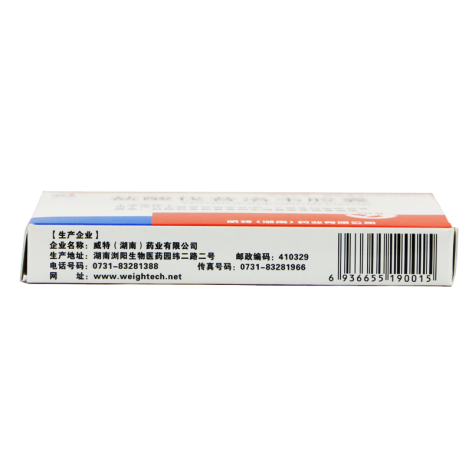 【生产企业】
企业名称：威特（湖南）药业有限公司
生产地址：湖南浏阳生物医药园纬二路二号 邮政编码：410329
电话号码：0731-83281388 传真号码：0731-83281966
网 址：www.weightech.net
6 936655 190015